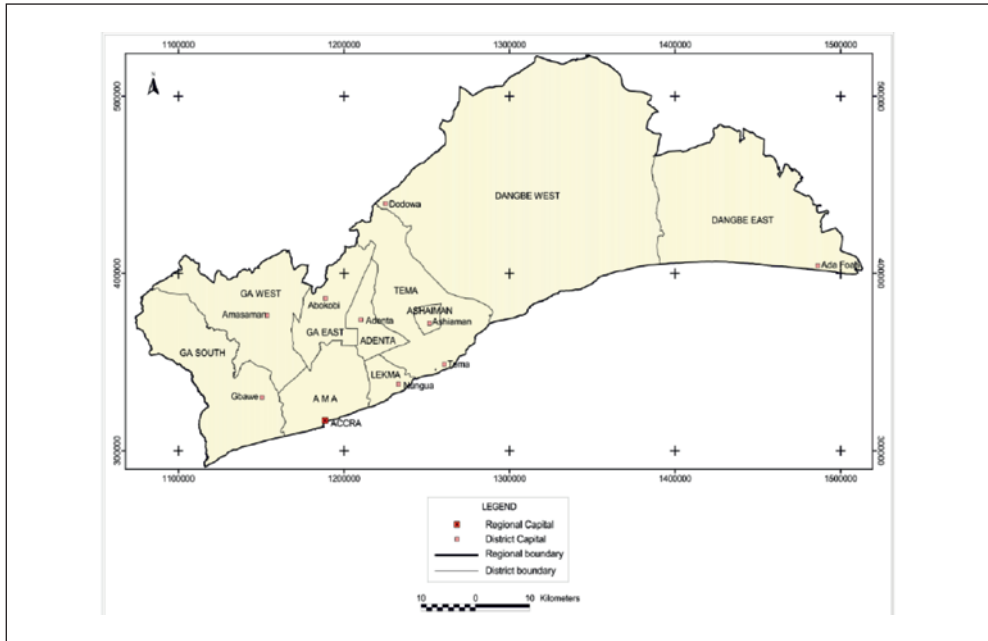 1100000 1200000 1300000 1400000 1500000
N
500000 500000
DANGBE WEST
Dodowa
DANGBE EAST
Ada Foah
400000 400000
GA WEST
TEMA
Abokobi
Amasaman
Adenta
ASHAIMAN
Ashiaman
GA EAST
ADENTA
GA SOUTH
Tema
LEKMA
Nungua
Gbawe
A M A
ACCRA
300000 300000
1100000 1200000 1300000 1400000 1500000
LEGEND
Regional Capital
District Capital
Regional boundary
District boundary
10 0 10 Kilometers